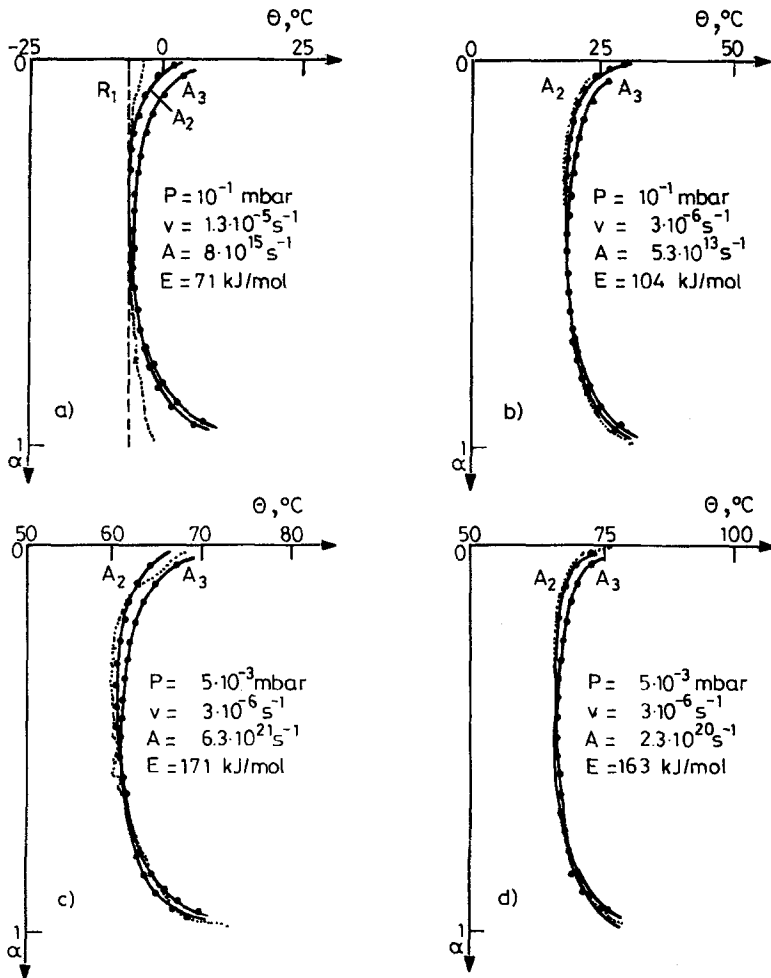 Θ,°C
-25 0 25
0
R₁ A₂ A₃
P = 10⁻¹ mbar
v = 1.3·10⁻⁵ s⁻¹
A = 8·10¹⁵ s⁻¹
E = 71 kJ/mol
a)
1
α
Θ,°C
0 25 50
0
A₂ A₃
P = 10⁻¹ mbar
v = 3·10⁻⁶ s⁻¹
A = 5.3·10¹³ s⁻¹
E = 104 kJ/mol
b)
1
α
Θ,°C
50 60 70 80
0
A₂ A₃
P = 5·10⁻³ mbar
v = 3·10⁻⁶ s⁻¹
A = 6.3·10²¹ s⁻¹
E = 171 kJ/mol
c)
1
α
Θ,°C
50 75 100
0
A₂ A₃
P = 5·10⁻³ mbar
v = 3·10⁻⁶ s⁻¹
A = 2.3·10²⁰ s⁻¹
E = 163 kJ/mol
d)
1
α